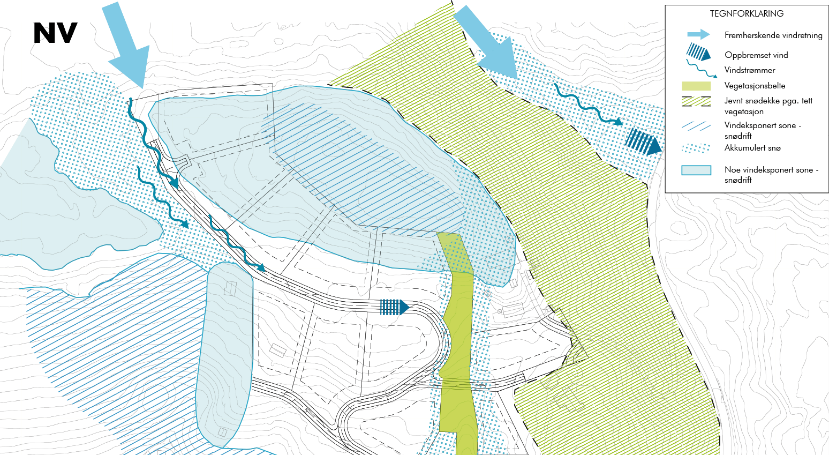 NV
TEGNFORKLARING
Fremherskende vindretning
Oppbremset vind
Vindstrømmer
Vegetasjonsbelte
Jevnt snødekke pga. tett
vegetasjon
Vindeksponert sone -
snødrift
Akkumulert snø
Noe vindeksponert sone -
snødrift